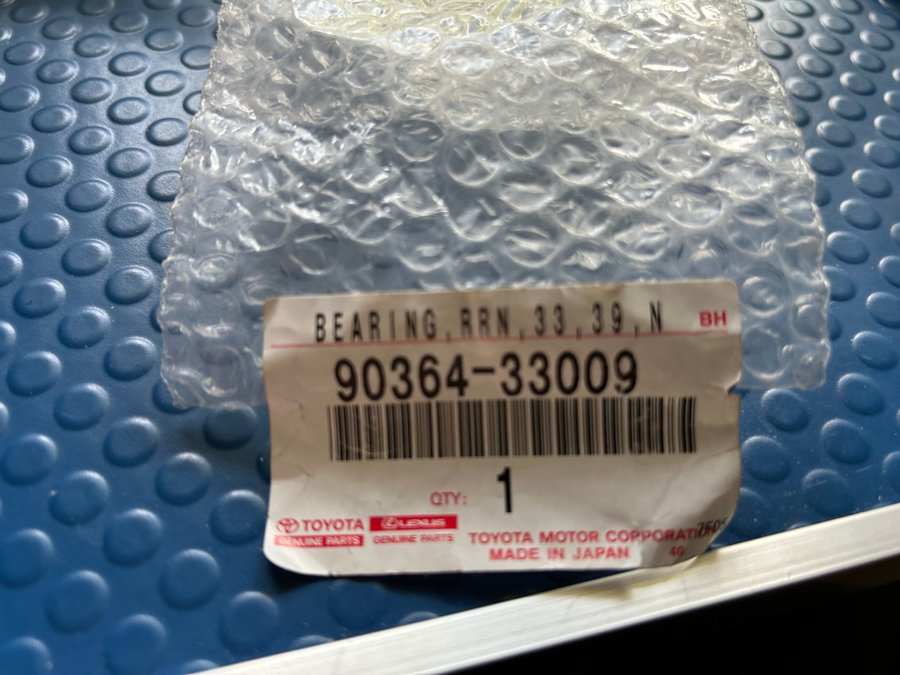 BEARING,RRN,33,39,N BH
90364-33009
QTY: 1
TOYOTA LEXUS
GENUINE PARTS GENUINE PARTS
TOYOTA MOTOR CORPORATION
MADE IN JAPAN 40